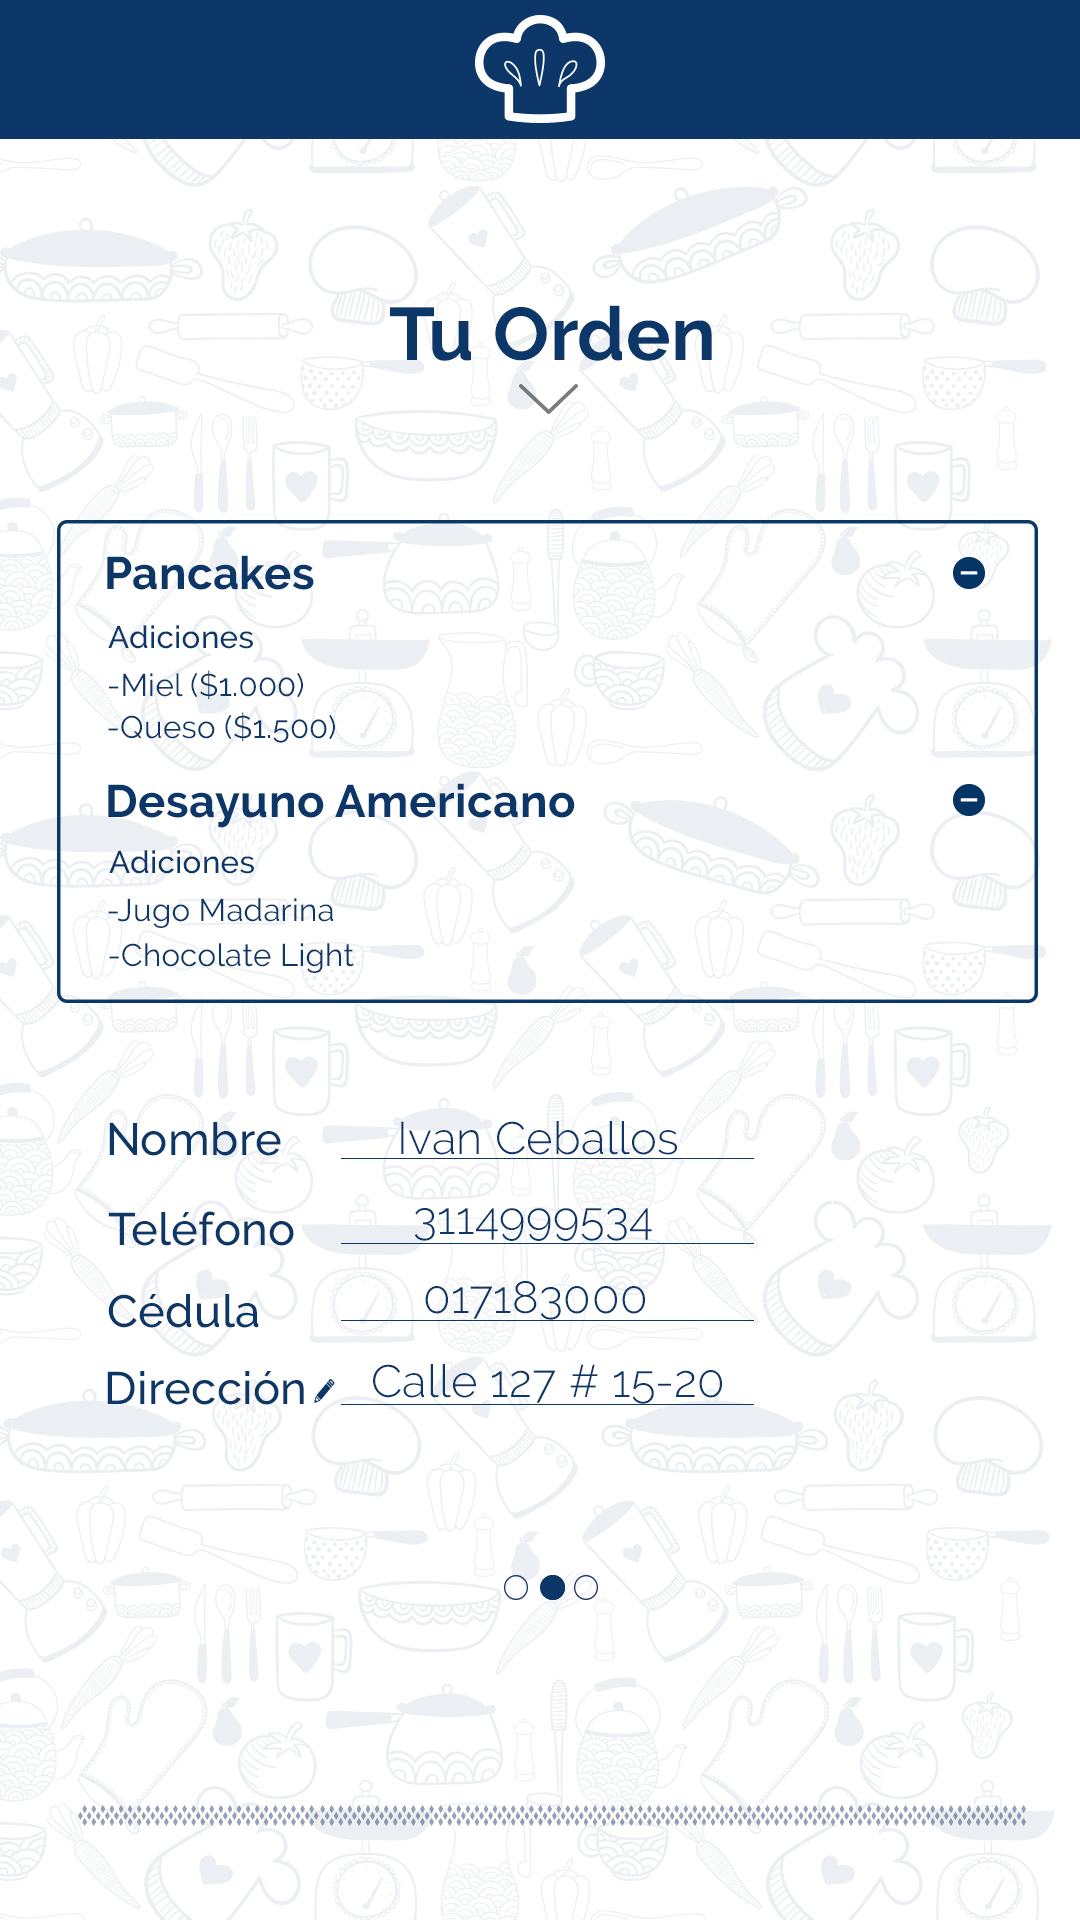 Tu Orden
Pancakes
Adiciones
-Miel ($1.000)
-Queso ($1.500)
Desayuno Americano
Adiciones
-Jugo Madarina
-Chocolate Light
Nombre Ivan Ceballos
Teléfono 3114999534
Cédula 017183000
Dirección Calle 127 # 15-20